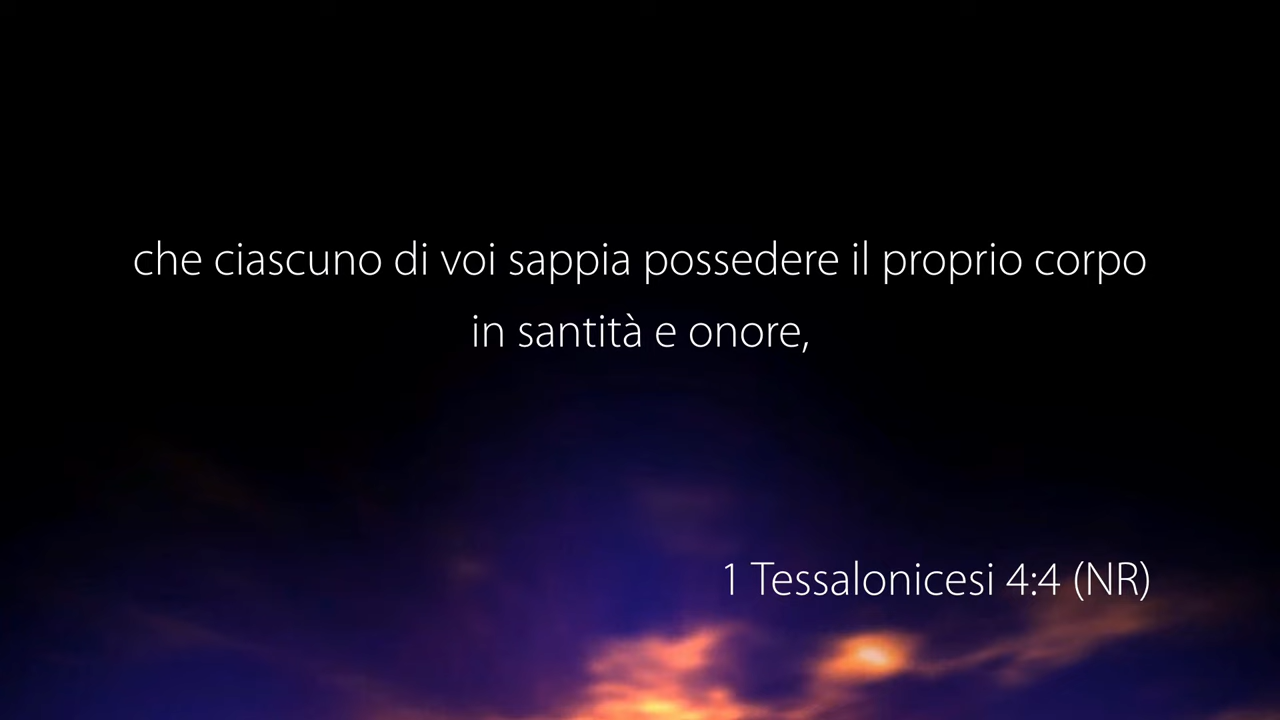 che ciascuno di voi sappia possedere il proprio corpo
in santità e onore,
1 Tessalonicesi 4:4 (NR)